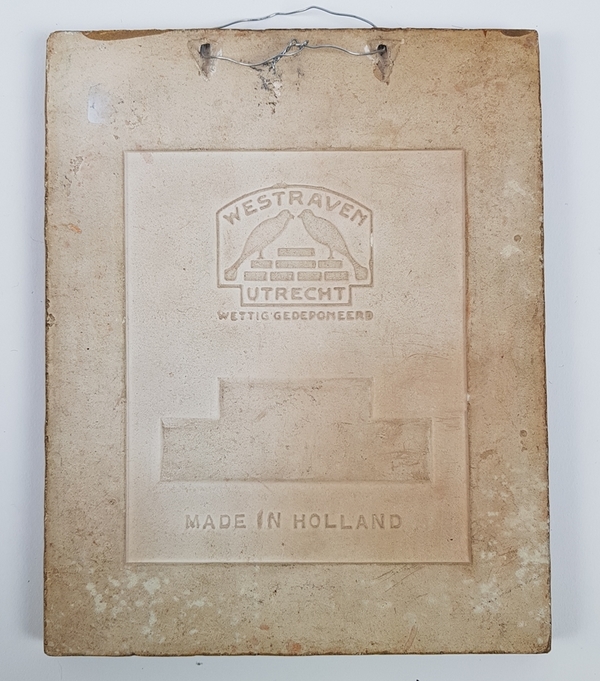 WESTRAVEN
UTRECHT
WETTIG GEDEPONEERD
MADE IN HOLLAND